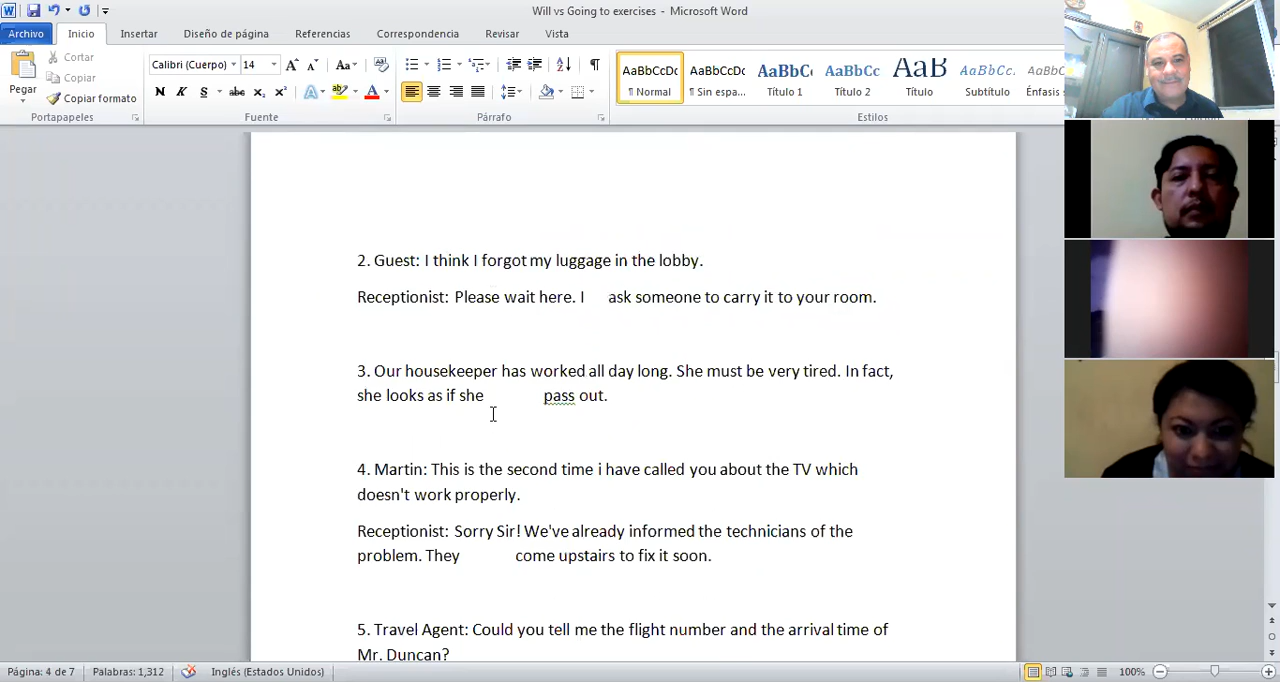 Will vs Going to exercises - Microsoft Word
Archivo Inicio Insertar Diseño de página Referencias Correspondencia Revisar Vista
Cortar
Copiar
Copiar formato
Pegar
Portapapeles
Calibri (Cuerpo) 14
Fuente
Párrafo
AaBbCcDc AaBbCcDc AaBbC AaBbCc AaB AaBbCc. AaBbCc
¶ Normal ¶ Sin espa... Título 1 Título 2 Título Subtítulo Énfasis
Estilos
2. Guest: I think I forgot my luggage in the lobby.
Receptionist: Please wait here. I ask someone to carry it to your room.
3. Our housekeeper has worked all day long. She must be very tired. In fact,
she looks as if she pass out.
4. Martin: This is the second time i have called you about the TV which
doesn't work properly.
Receptionist: Sorry Sir! We've already informed the technicians of the
problem. They come upstairs to fix it soon.
5. Travel Agent: Could you tell me the flight number and the arrival time of
Mr. Duncan?
Página: 4 de 7 Palabras: 1,312 Inglés (Estados Unidos) 100%